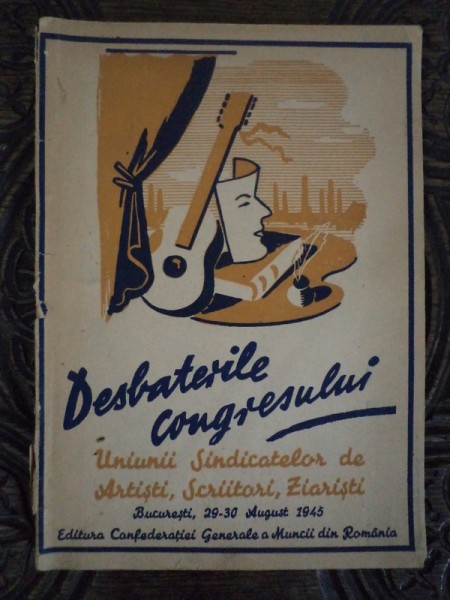 Desbaterile
congresului
Uniunii Sindicatelor de
Artiști, Scriitori, Ziariști
București, 29-30 August 1945
Editura Confederației Generale a Muncii din România